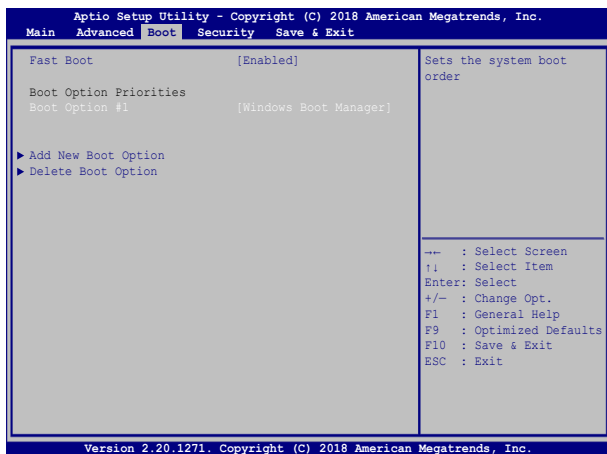 Aptio Setup Utility - Copyright (C) 2018 American Megatrends, Inc.
Main Advanced Boot Security Save & Exit
Fast Boot [Enabled]
Boot Option Priorities
Boot Option #1 [Windows Boot Manager]
▶ Add New Boot Option
▶ Delete Boot Option
Sets the system boot
order
→← : Select Screen
↑↓ : Select Item
Enter: Select
+/— : Change Opt.
F1 : General Help
F9 : Optimized Defaults
F10 : Save & Exit
ESC : Exit
Version 2.20.1271. Copyright (C) 2018 American Megatrends, Inc.